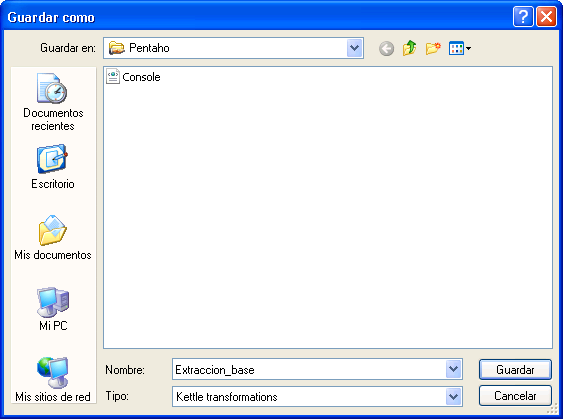 Guardar como
Guardar en:
Pentaho
Console
Documentos
recientes
Escritorio
Mis documentos
Mi PC
Mis sitios de red
Nombre:
Extraccion_base
Guardar
Tipo:
Kettle transformations
Cancelar